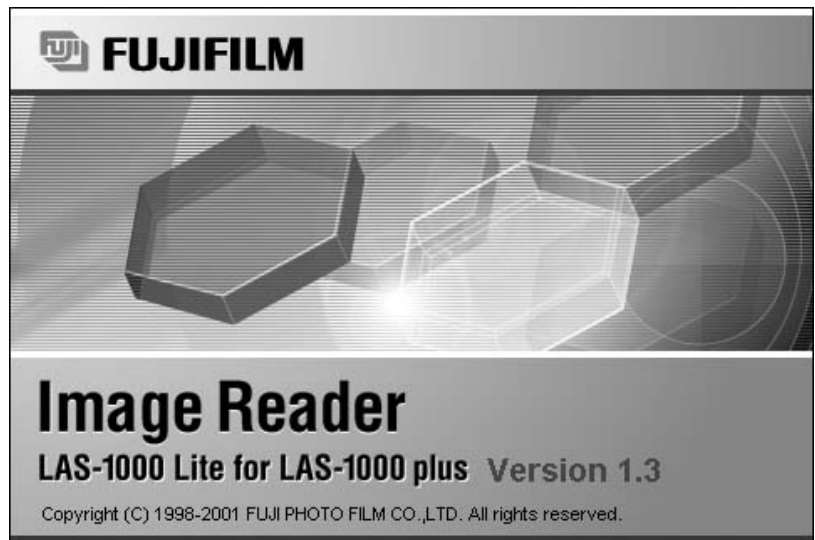 FUJI FUJIFILM
Image Reader
LAS-1000 Lite for LAS-1000 plus Version 1.3
Copyright (C) 1998-2001 FUJI PHOTO FILM CO.,LTD. All rights reserved.